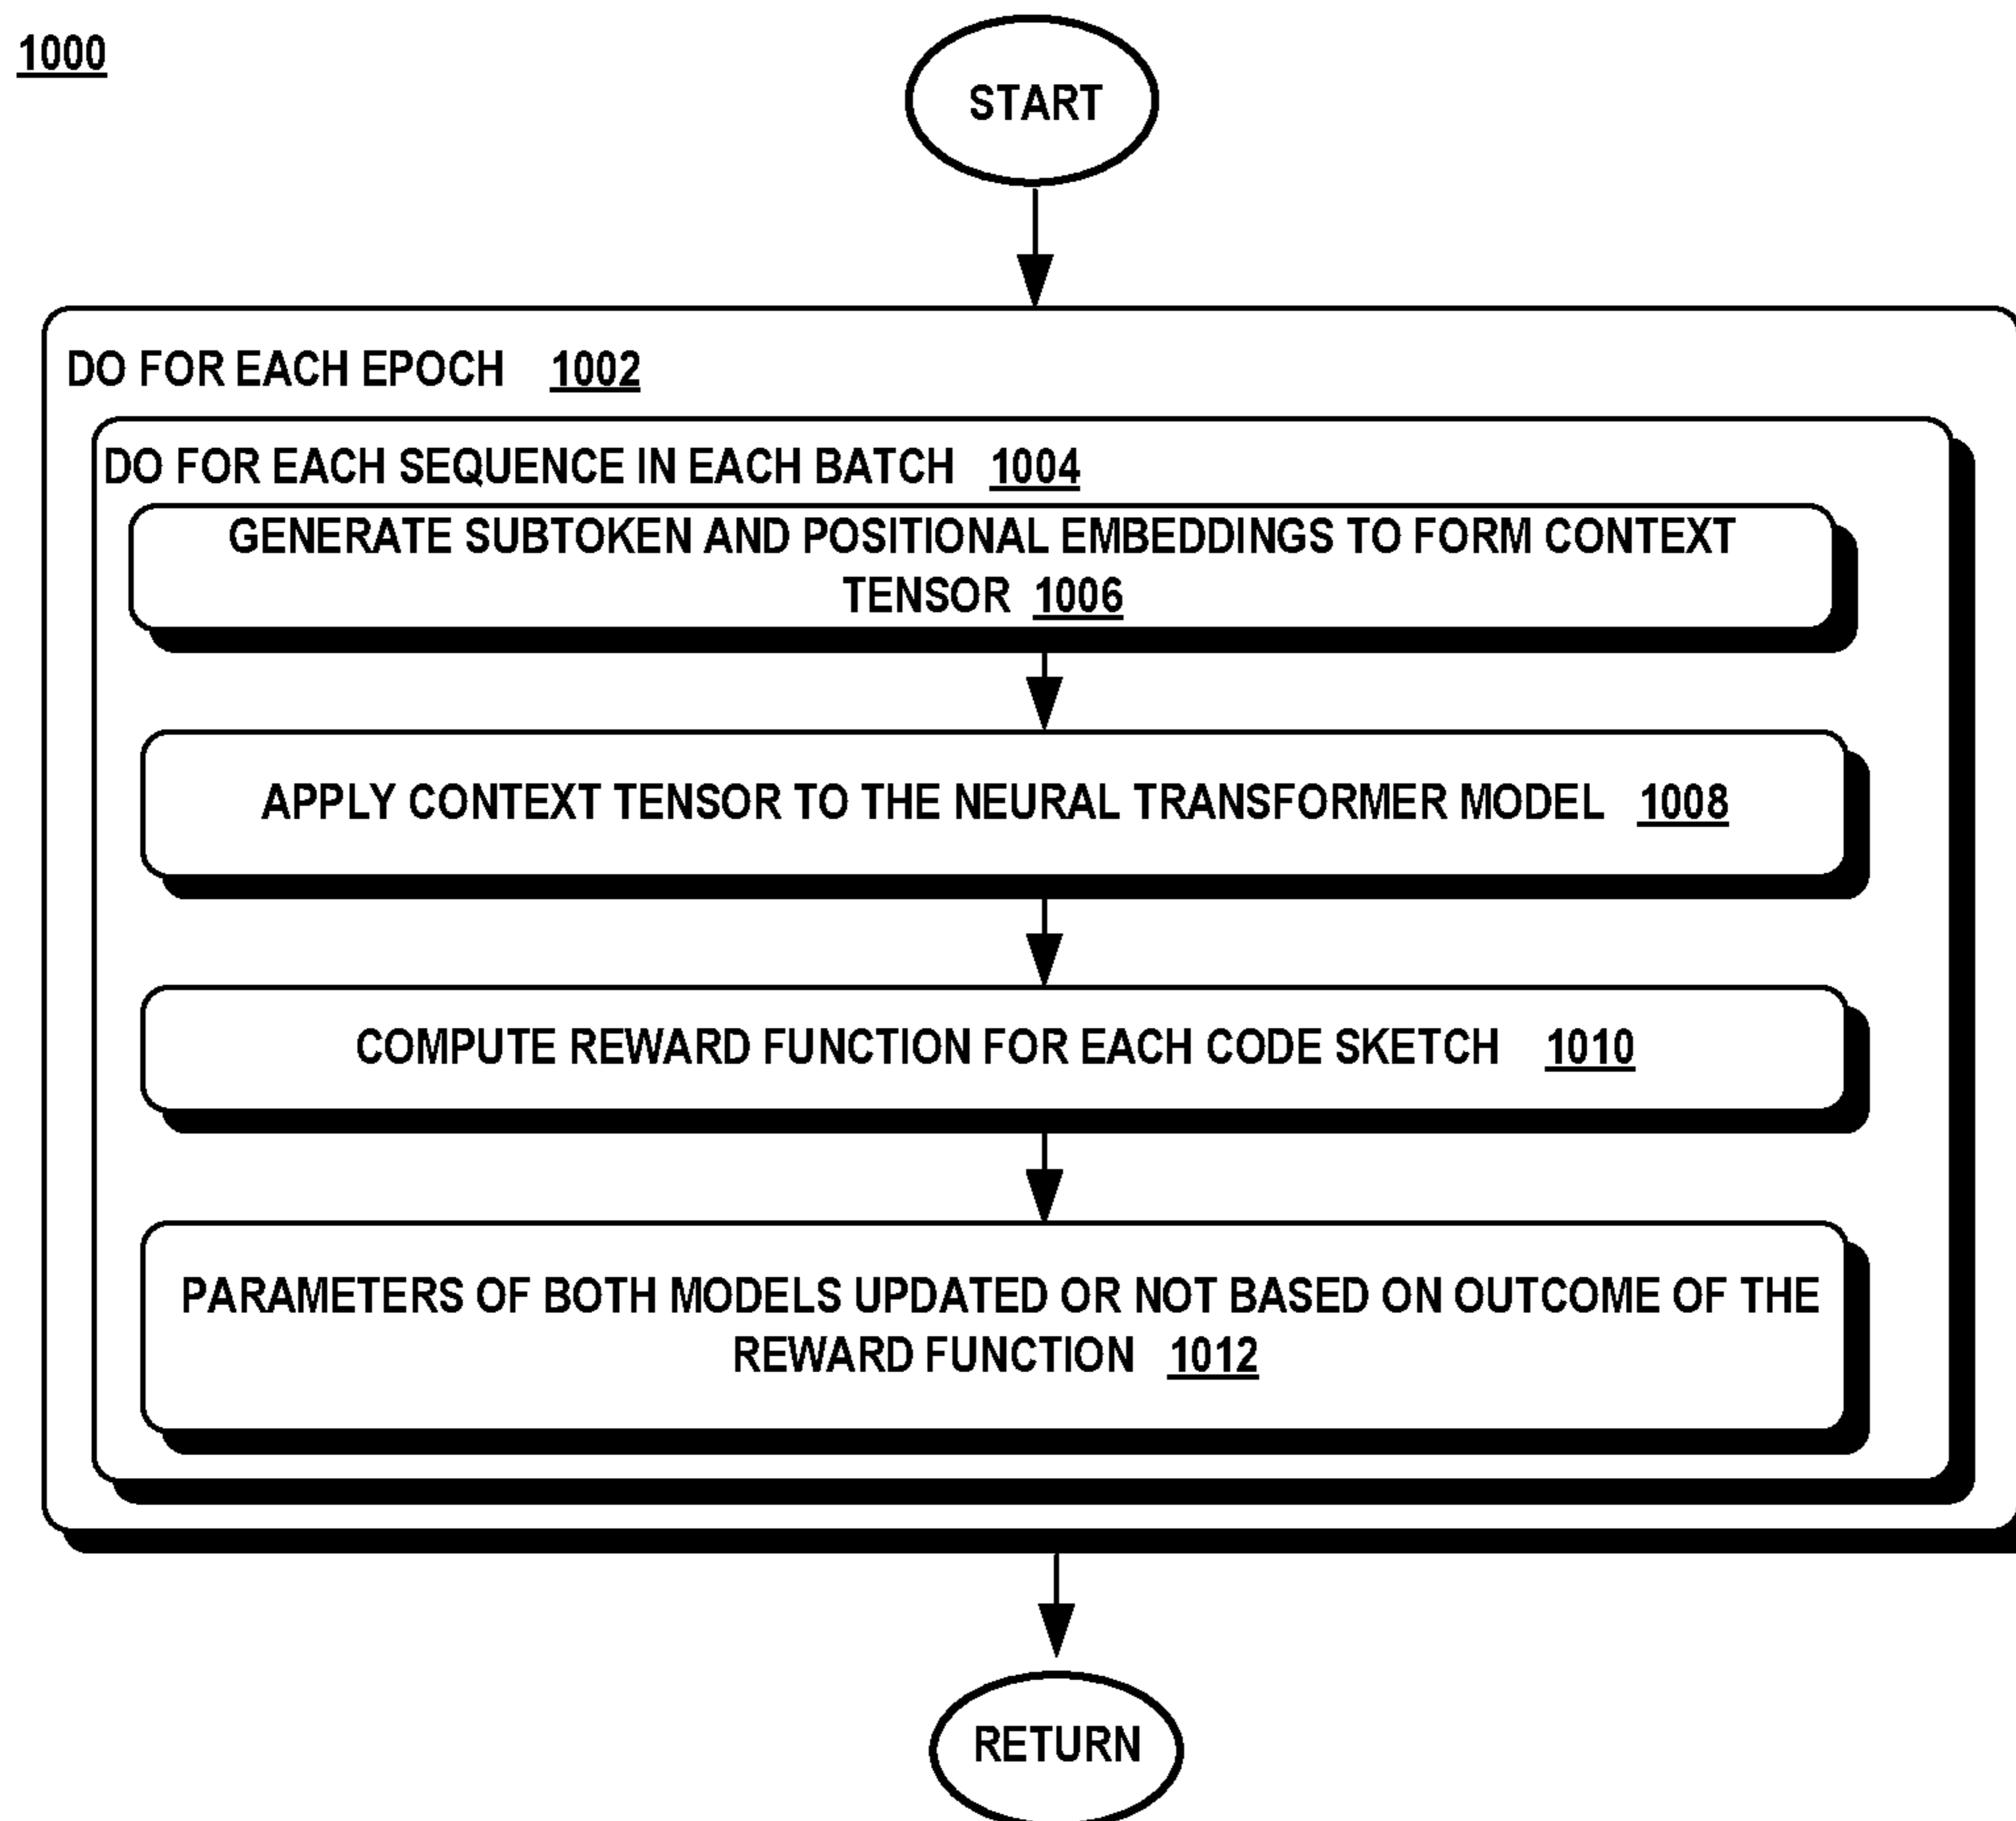 1000
START
DO FOR EACH EPOCH 1002
DO FOR EACH SEQUENCE IN EACH BATCH 1004
GENERATE SUBTOKEN AND POSITIONAL EMBEDDINGS TO FORM CONTEXT
TENSOR 1006
APPLY CONTEXT TENSOR TO THE NEURAL TRANSFORMER MODEL 1008
COMPUTE REWARD FUNCTION FOR EACH CODE SKETCH 1010
PARAMETERS OF BOTH MODELS UPDATED OR NOT BASED ON OUTCOME OF THE
REWARD FUNCTION 1012
RETURN